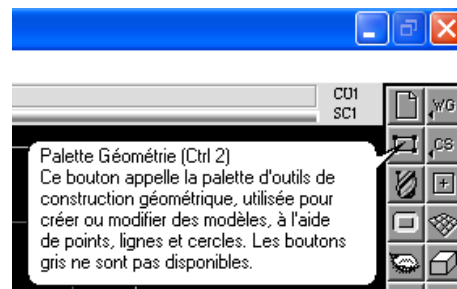 CU1
SC1
WG
CS
Palette Géométrie (Ctrl 2)
Ce bouton appelle la palette d'outils de
construction géométrique, utilisée pour
créer ou modifier des modèles, à l'aide
de points, lignes et cercles. Les boutons
gris ne sont pas disponibles.